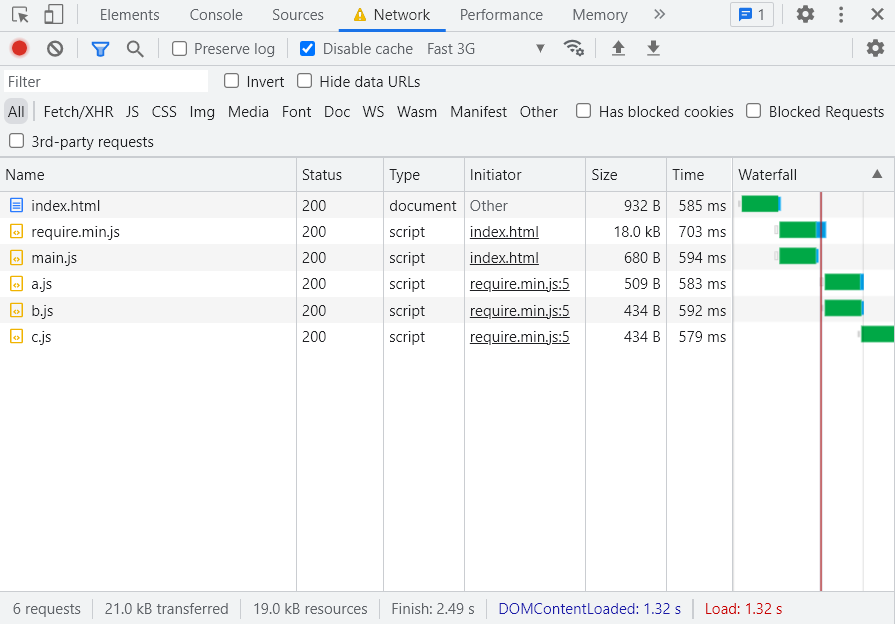 Elements Console Sources Network Performance Memory 1
Preserve log Disable cache Fast 3G
Filter Invert Hide data URLs
All Fetch/XHR JS CSS Img Media Font Doc WS Wasm Manifest Other Has blocked cookies Blocked Requests
3rd-party requests
Name Status Type Initiator Size Time Waterfall
index.html 200 document Other 932 B 585 ms
require.min.js 200 script index.html 18.0 kB 703 ms
main.js 200 script index.html 680 B 594 ms
a.js 200 script require.min.js:5 509 B 583 ms
b.js 200 script require.min.js:5 434 B 592 ms
c.js 200 script require.min.js:5 434 B 579 ms
6 requests 21.0 kB transferred 19.0 kB resources Finish: 2.49 s DOMContentLoaded: 1.32 s Load: 1.32 s